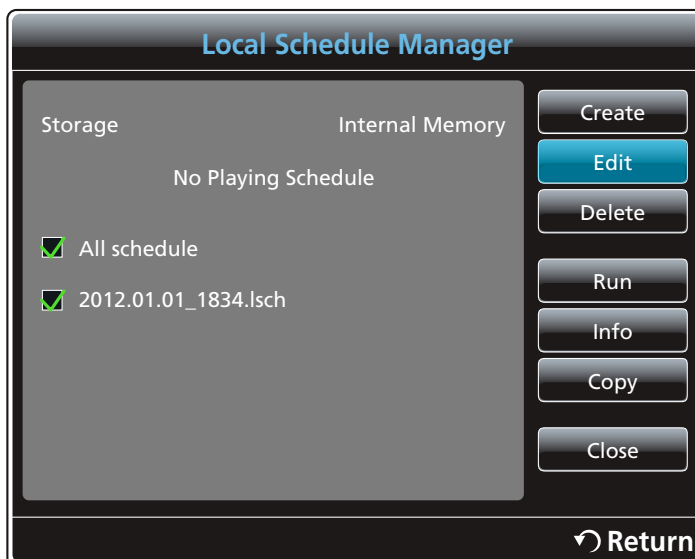 Local Schedule Manager
Storage Internal Memory
No Playing Schedule
All schedule
2012.01.01_1834.lsch
Create
Edit
Delete
Run
Info
Copy
Close
Return